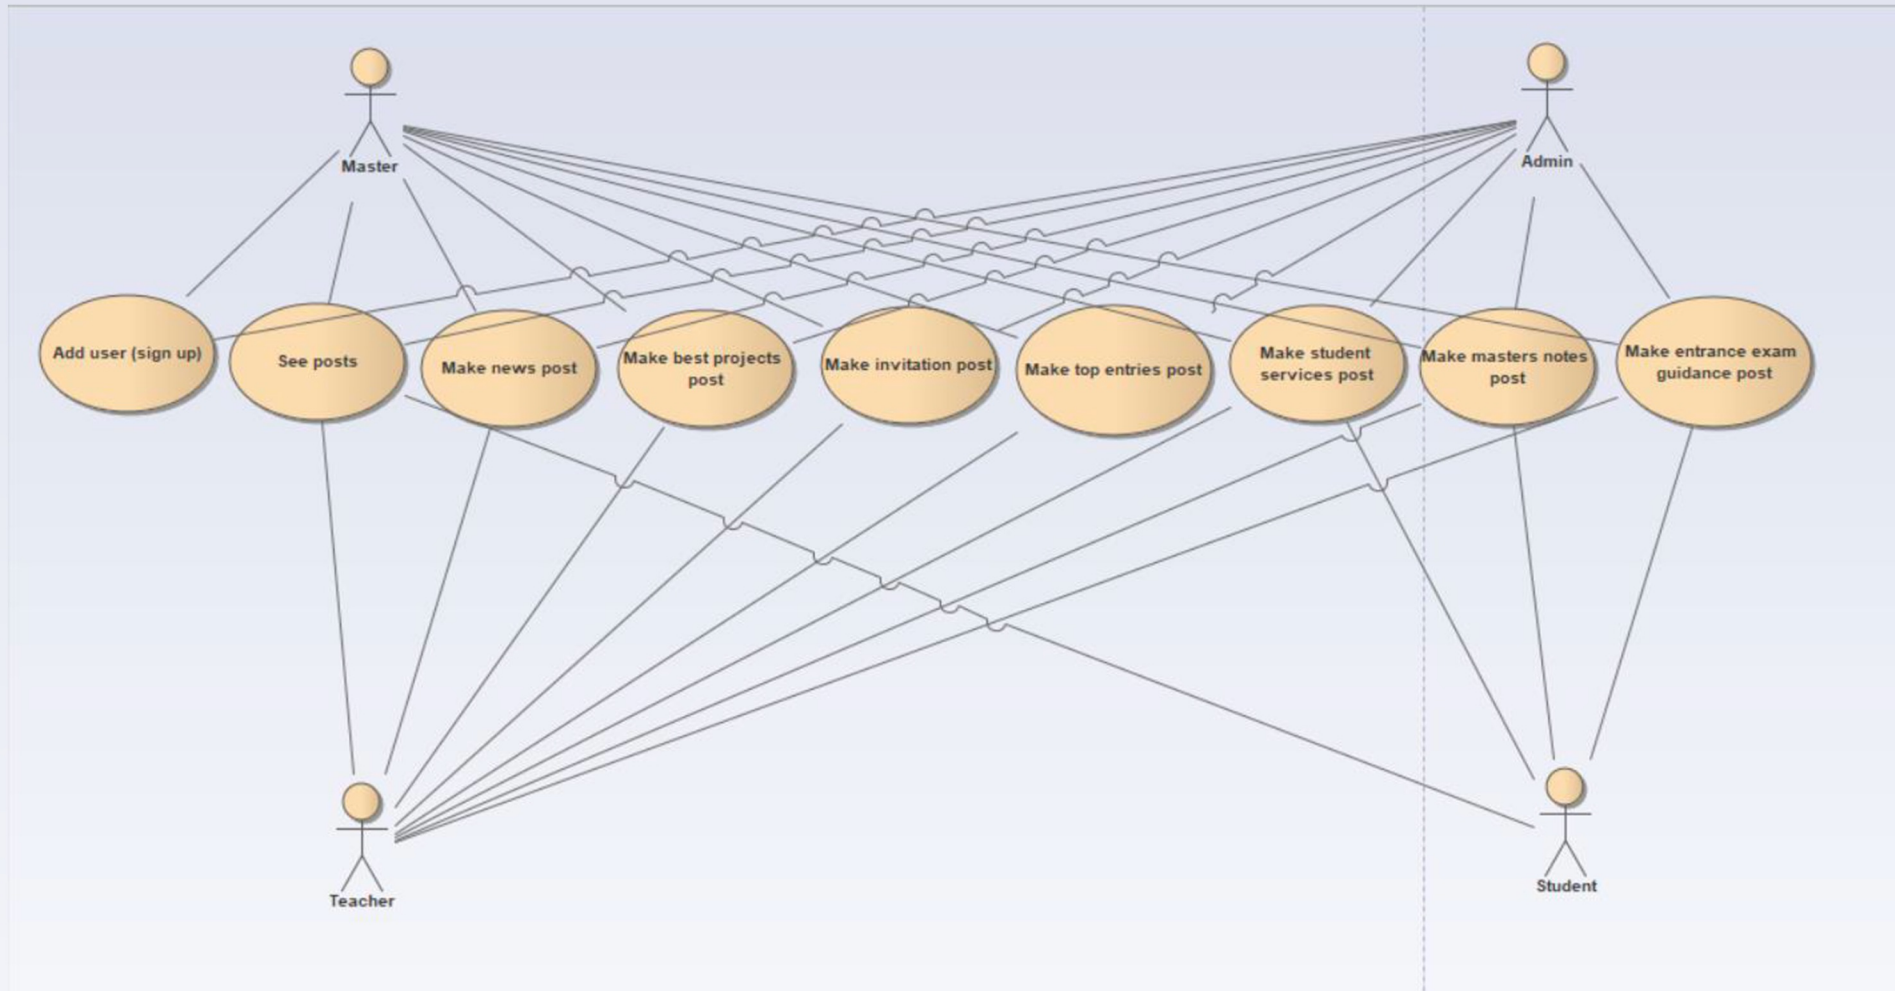 Master
Admin
Add user (sign up)
See posts
Make news post
Make best projects
post
Make invitation post
Make top entries post
Make student
services post
Make masters notes
post
Make entrance exam
guidance post
Teacher
Student